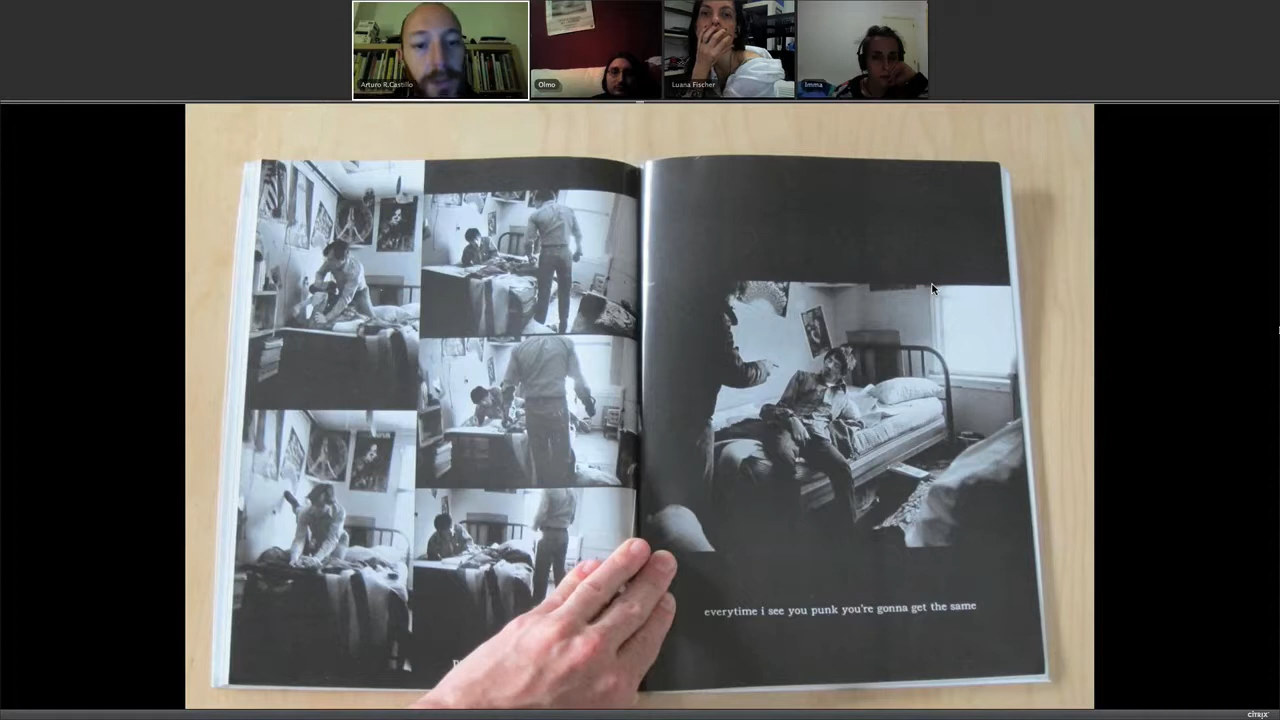 Arturo R.Castillo
Olmo
Luana Fischer
Imma
everytime i see you punk you're gonna get the same
CITRIX